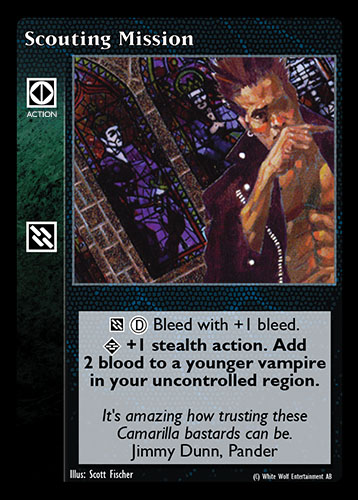 Scouting Mission
ACTION
D Bleed with +1 bleed.
+1 stealth action. Add
2 blood to a younger vampire
in your uncontrolled region.
It's amazing how trusting these
Camarilla bastards can be.
Jimmy Dunn, Pander
Illus: Scott Fischer
(C) White Wolf Entertainment AB